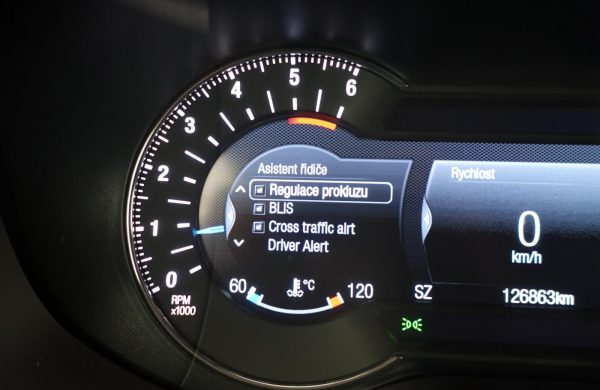 6
5
4
3
2
1
0
RPM
x1000
Asistent řidiče
Regulace prokluzu
BLIS
Cross traffic alrt
Driver Alert
60 °C 120
Rychlost
0
km/h
SZ 126863km